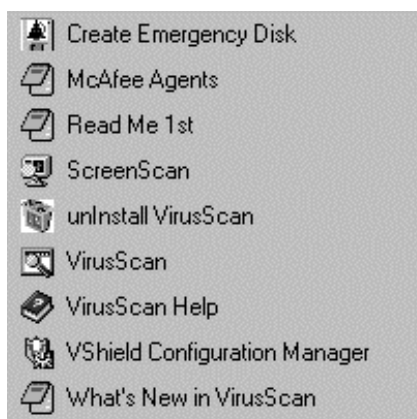 Create Emergency Disk
McAfee Agents
Read Me 1st
ScreenScan
unInstall VirusScan
VirusScan
VirusScan Help
VShield Configuration Manager
What's New in VirusScan